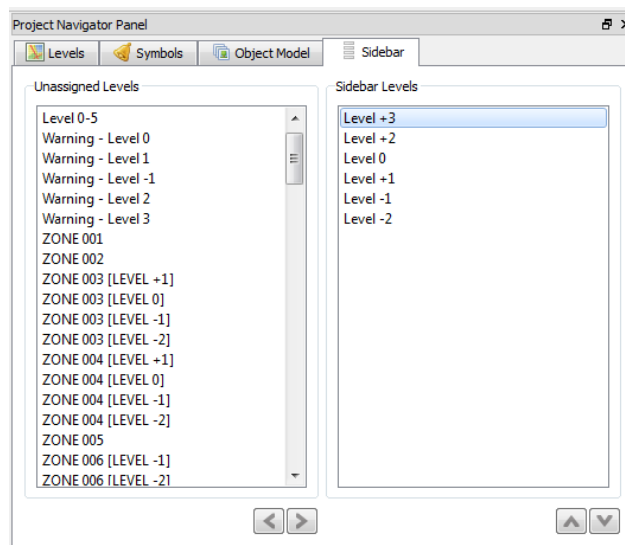 Project Navigator Panel
Levels
Symbols
Object Model
Sidebar
Unassigned Levels
Level 0-5
Warning - Level 0
Warning - Level 1
Warning - Level -1
Warning - Level 2
Warning - Level 3
ZONE 001
ZONE 002
ZONE 003 [LEVEL +1]
ZONE 003 [LEVEL 0]
ZONE 003 [LEVEL -1]
ZONE 003 [LEVEL -2]
ZONE 004 [LEVEL +1]
ZONE 004 [LEVEL 0]
ZONE 004 [LEVEL -1]
ZONE 004 [LEVEL -2]
ZONE 005
ZONE 006 [LEVEL -1]
ZONE 006 [LEVEL -2]
Sidebar Levels
Level +3
Level +2
Level 0
Level +1
Level -1
Level -2